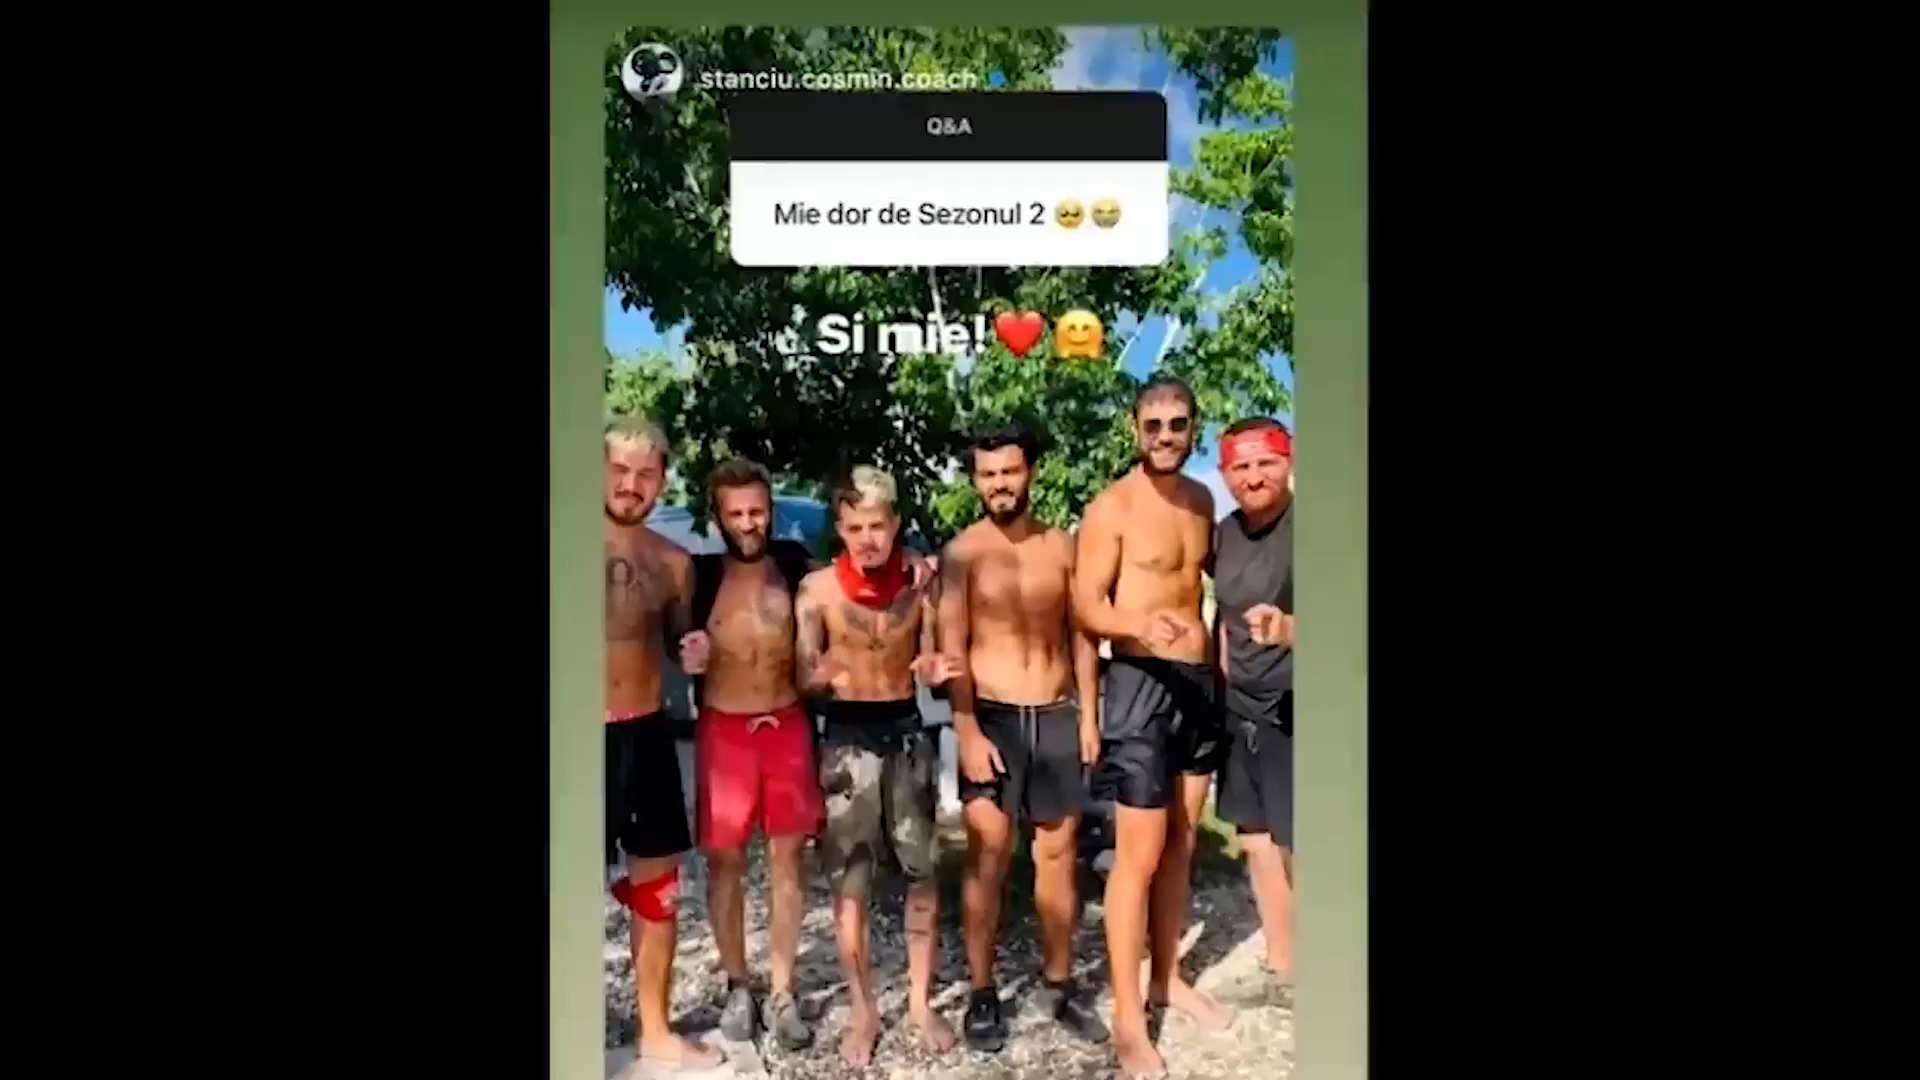 stanciu.cosmin.coach
Q&A
Mie dor de Sezonul 2 🥺😂
Si mie!❤️🤗